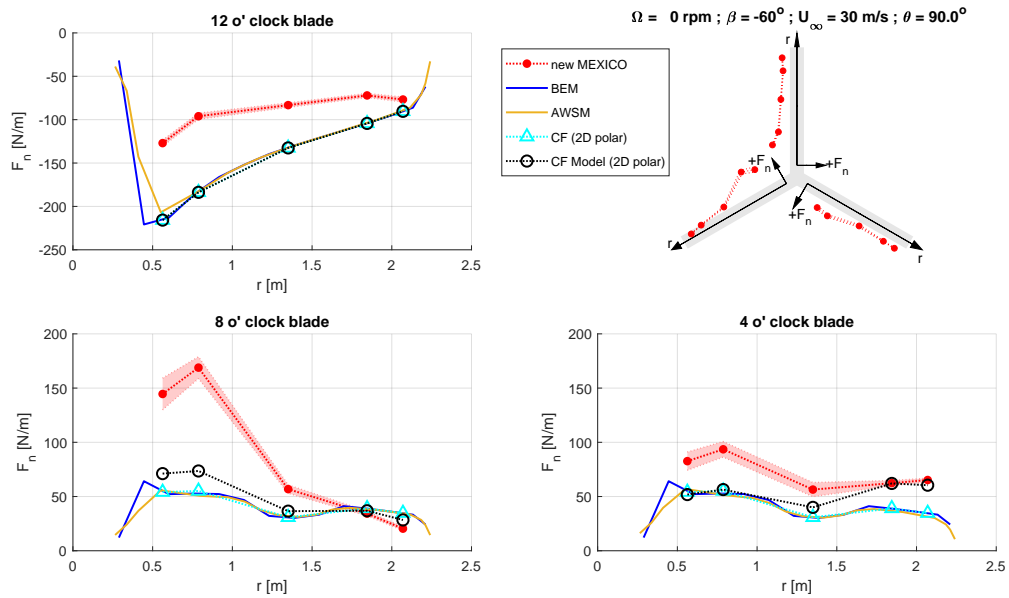 12 o' clock blade
0
-50
-100
-150
-200
-250
F_n [N/m]
0 0.5 1 1.5 2 2.5
r [m]
new MEXICO
BEM
AWSM
CF (2D polar)
CF Model (2D polar)
Ω = 0 rpm ; β = -60° ; U_∞ = 30 m/s ; θ = 90.0°
r
+F_n
+F_n
+F_n
r
r
8 o' clock blade
200
150
100
50
0
F_n [N/m]
0 0.5 1 1.5 2 2.5
r [m]
4 o' clock blade
200
150
100
50
0
F_n [N/m]
0 0.5 1 1.5 2 2.5
r [m]